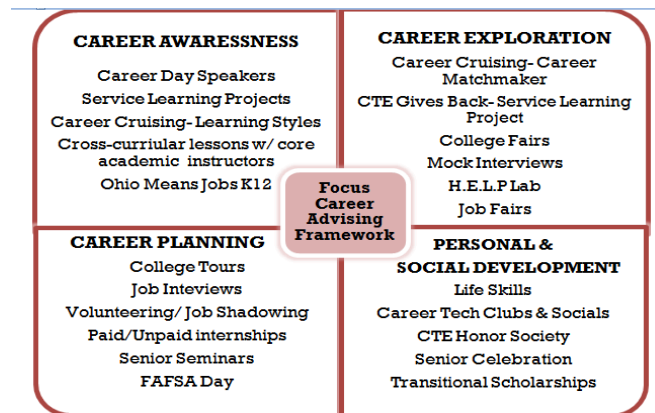 CAREER AWARESSNESS
Career Day Speakers
Service Learning Projects
Career Cruising- Learning Styles
Cross-curriular lessons w/ core
academic instructors
Ohio Means Jobs K12
CAREER EXPLORATION
Career Cruising- Career
Matchmaker
CTE Gives Back- Service Learning
Project
College Fairs
Mock Interviews
H.E.L.P Lab
Job Fairs
Focus
Career
Advising
Framework
CAREER PLANNING
College Tours
Job Inteviews
Volunteering/ Job Shadowing
Paid/Unpaid internships
Senior Seminars
FAFSA Day
PERSONAL &
SOCIAL DEVELOPMENT
Life Skills
Career Tech Clubs & Socials
CTE Honor Society
Senior Celebration
Transitional Scholarships